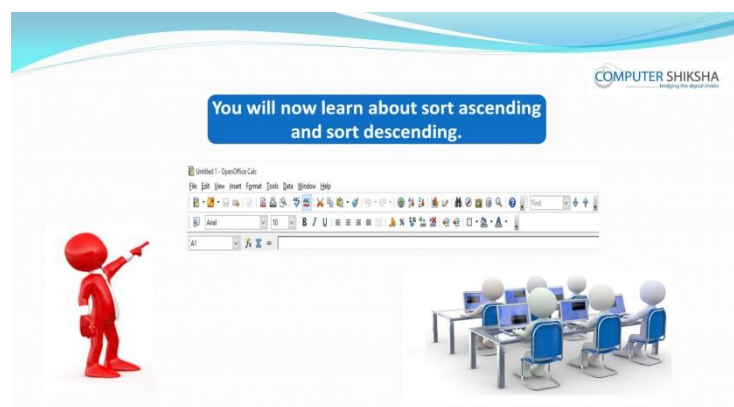 COMPUTER SHIKSHA
bridging the digital divide
You will now learn about sort ascending
and sort descending.
Untitled 1 - OpenOffice Calc
File Edit View Insert Format Tools Data Window Help
Find
Arial 10 B I U
A1